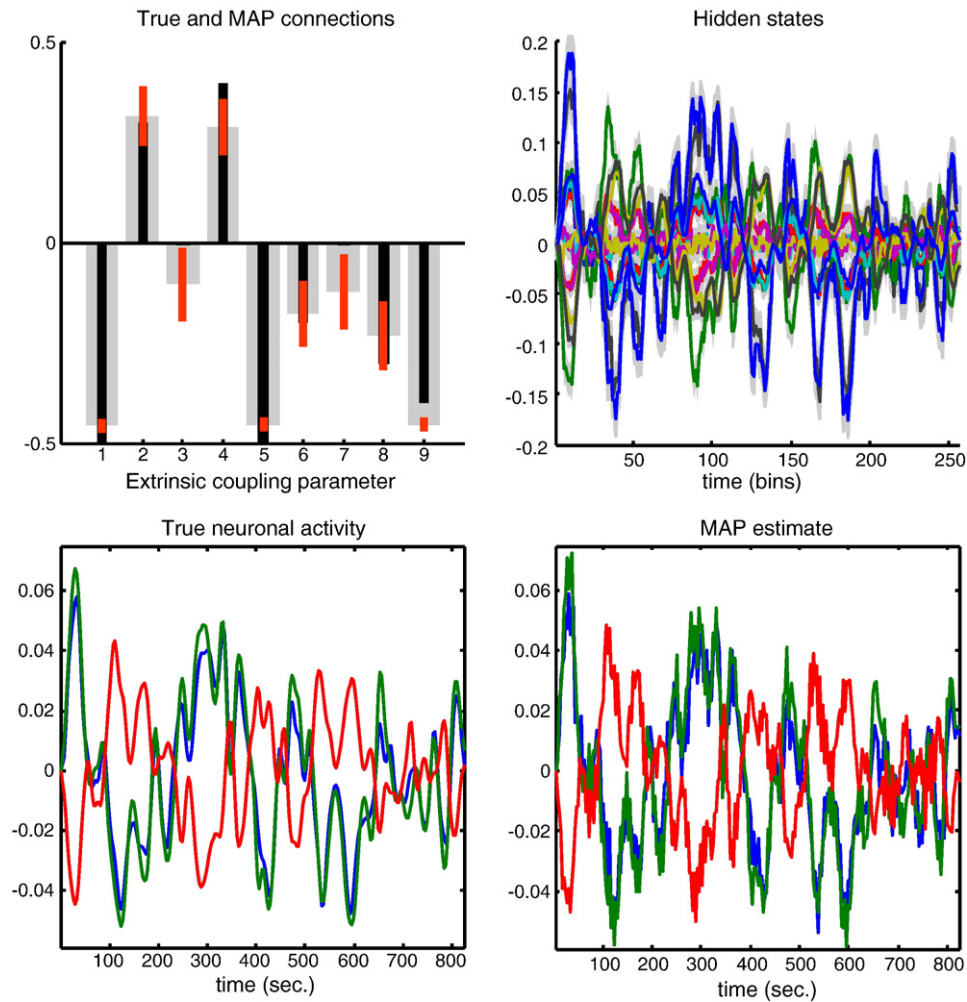 True and MAP connections
0.5
0
-0.5
1 2 3 4 5 6 7 8 9
Extrinsic coupling parameter
Hidden states
0.2
0.15
0.1
0.05
0
-0.05
-0.1
-0.15
-0.2
50 100 150 200 250
time (bins)
True neuronal activity
0.06
0.04
0.02
0
-0.02
-0.04
100 200 300 400 500 600 700 800
time (sec.)
MAP estimate
0.06
0.04
0.02
0
-0.02
-0.04
100 200 300 400 500 600 700 800
time (sec.)